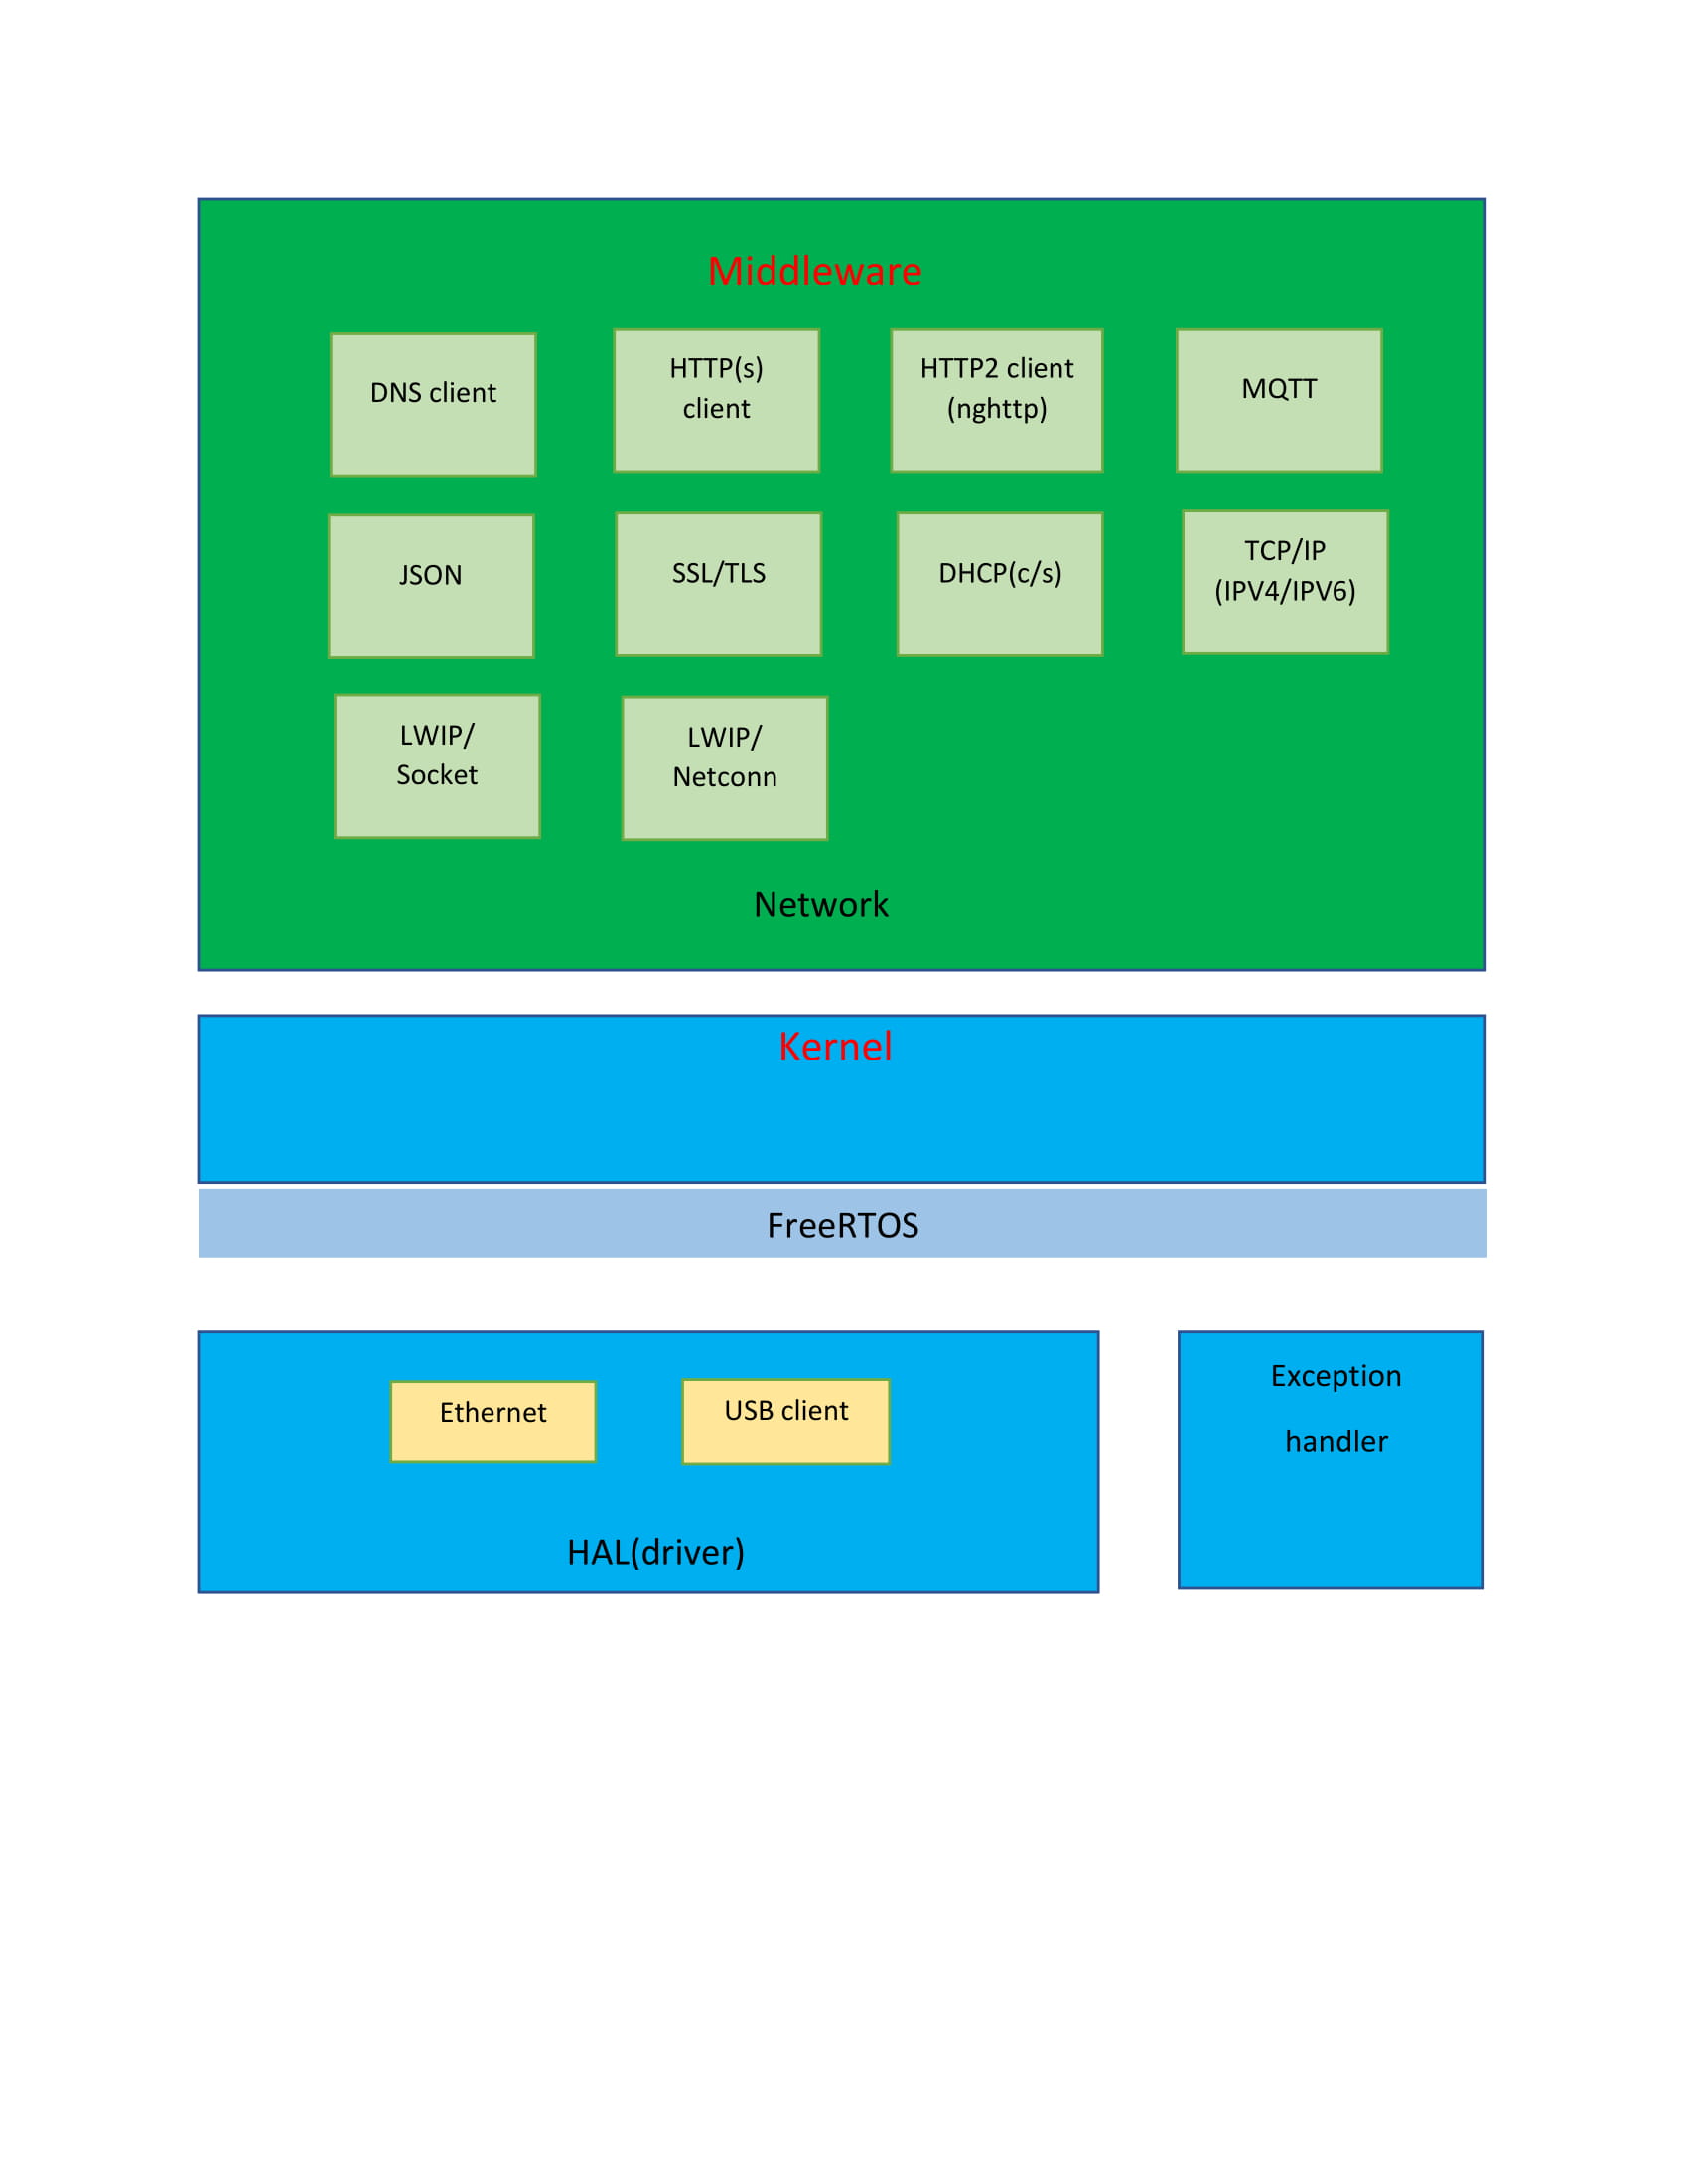 Middleware
DNS client
HTTP(s)
client
HTTP2 client
(nghttp)
MQTT
JSON
SSL/TLS
DHCP(c/s)
TCP/IP
(IPV4/IPV6)
LWIP/
Socket
LWIP/
Netconn
Network
Kernel
FreeRTOS
Ethernet
USB client
HAL(driver)
Exception
handler